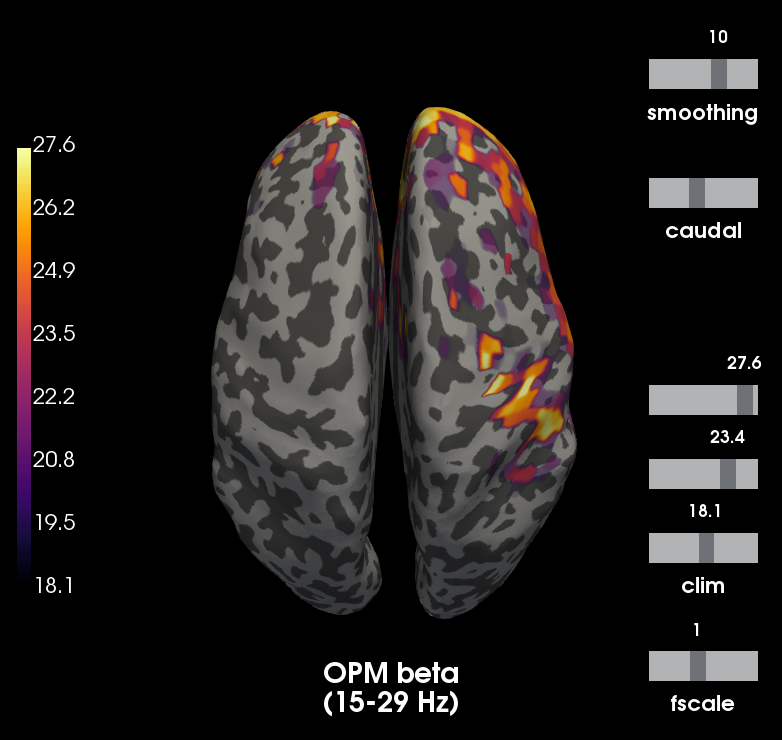 27.6
26.2
24.9
23.5
22.2
20.8
19.5
18.1
10
smoothing
caudal
27.6
23.4
18.1
clim
1
fscale
OPM beta
(15-29 Hz)